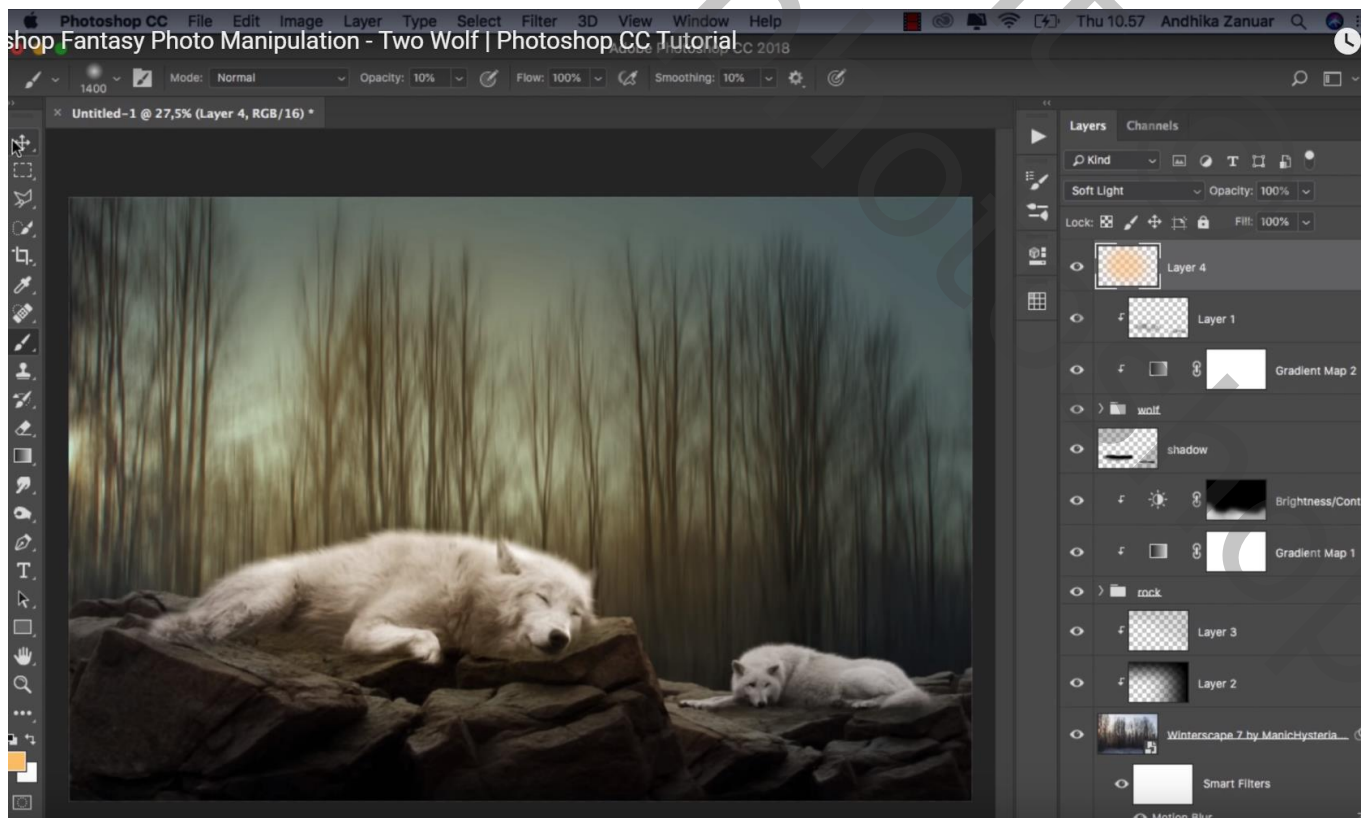 Photoshop CC File Edit Image Layer Type Select Filter 3D View Window Help Thu 10.57 Andhika Zanuar
shop Fantasy Photo Manipulation - Two Wolf | Photoshop CC Tutorial
Adobe Photoshop CC 2018
1400 Mode: Normal Opacity: 10% Flow: 100% Smoothing: 10%
× Untitled-1 @ 27,5% (Layer 4, RGB/16) *
Layers Channels
Kind
Soft Light Opacity: 100%
Lock: Fill: 100%
Layer 4
Layer 1
Gradient Map 2
wolf
shadow
Brightness/Cont
Gradient Map 1
rock
Layer 3
Layer 2
Winterscape 7 by ManicHysteria...
Smart Filters
Motion Blur